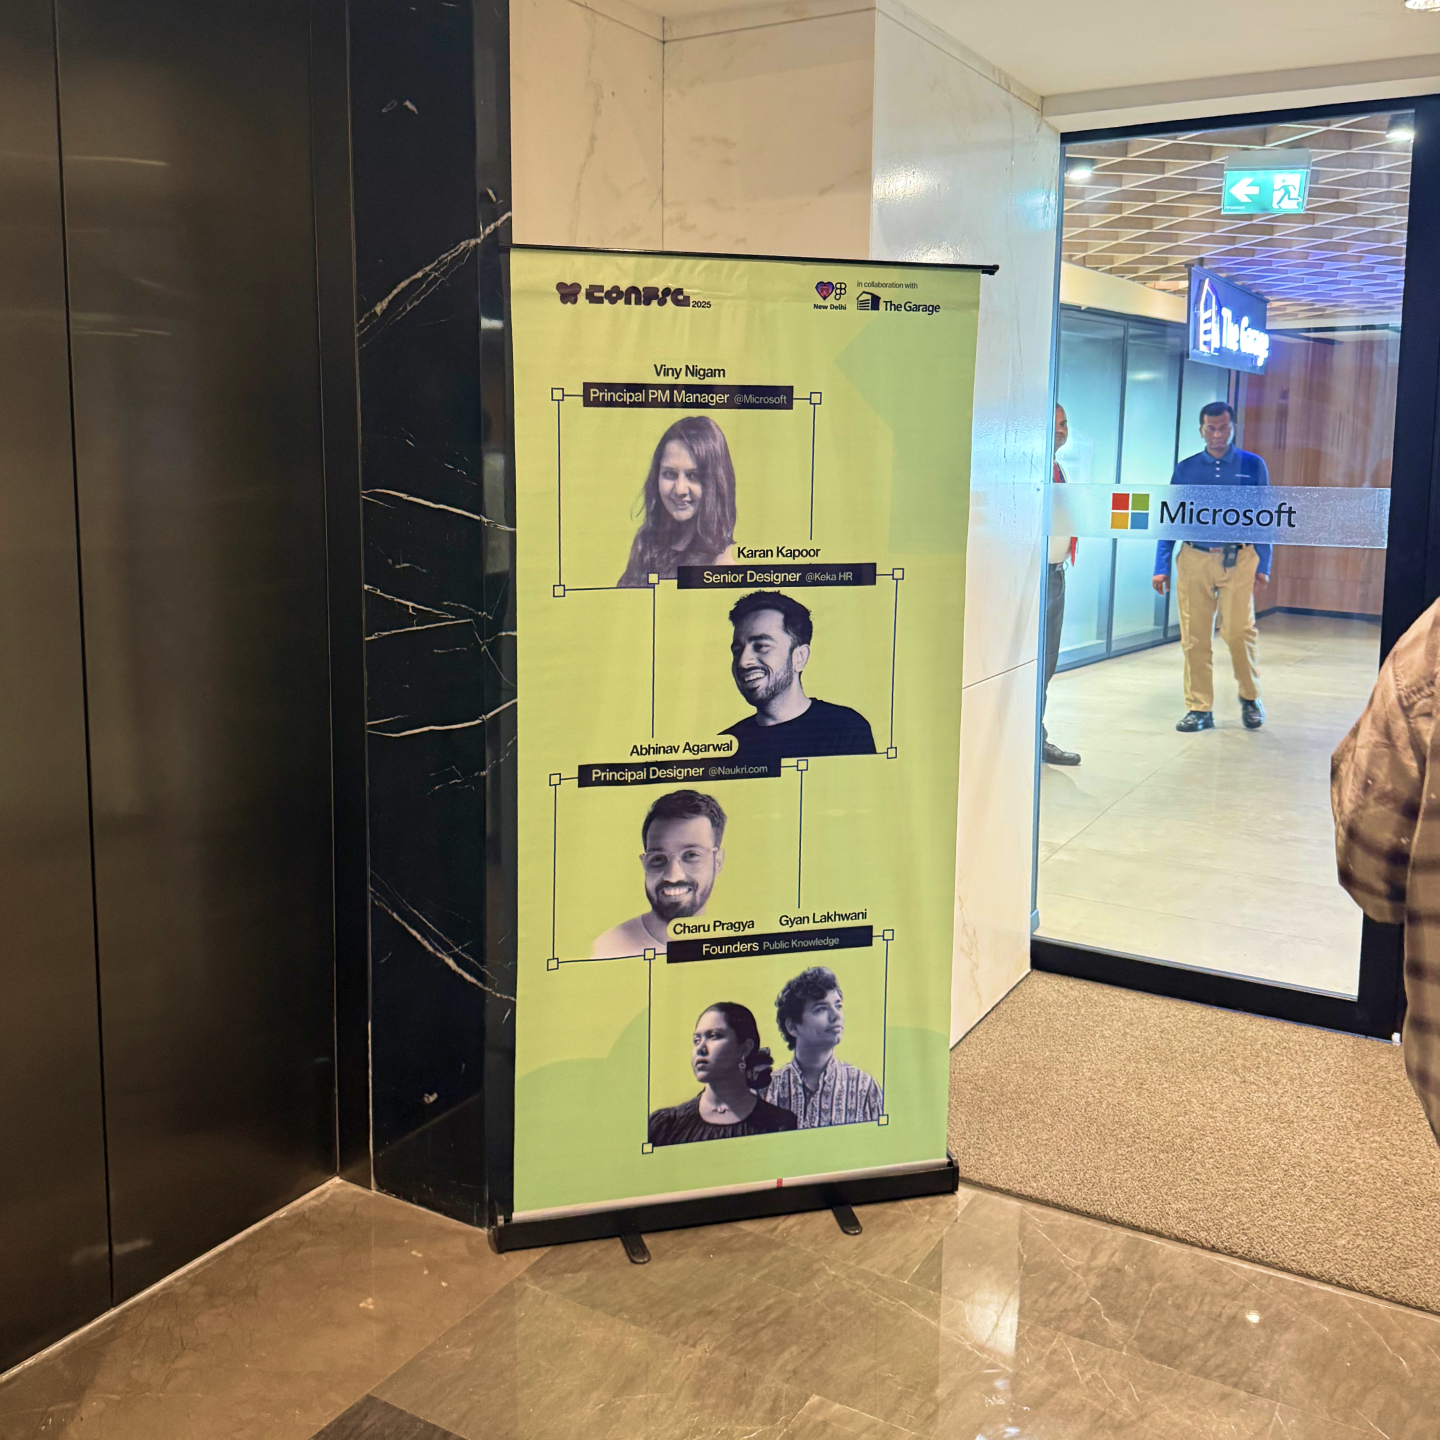 CONFIG 2025
New Delhi
in collaboration with
The Garage
Viny Nigam
Principal PM Manager @Microsoft
Karan Kapoor
Senior Designer @Keka HR
Abhinav Agarwal
Principal Designer @Naukri.com
Charu Pragya Gyan Lakhwani
Founders Public Knowledge
The Garage
Microsoft